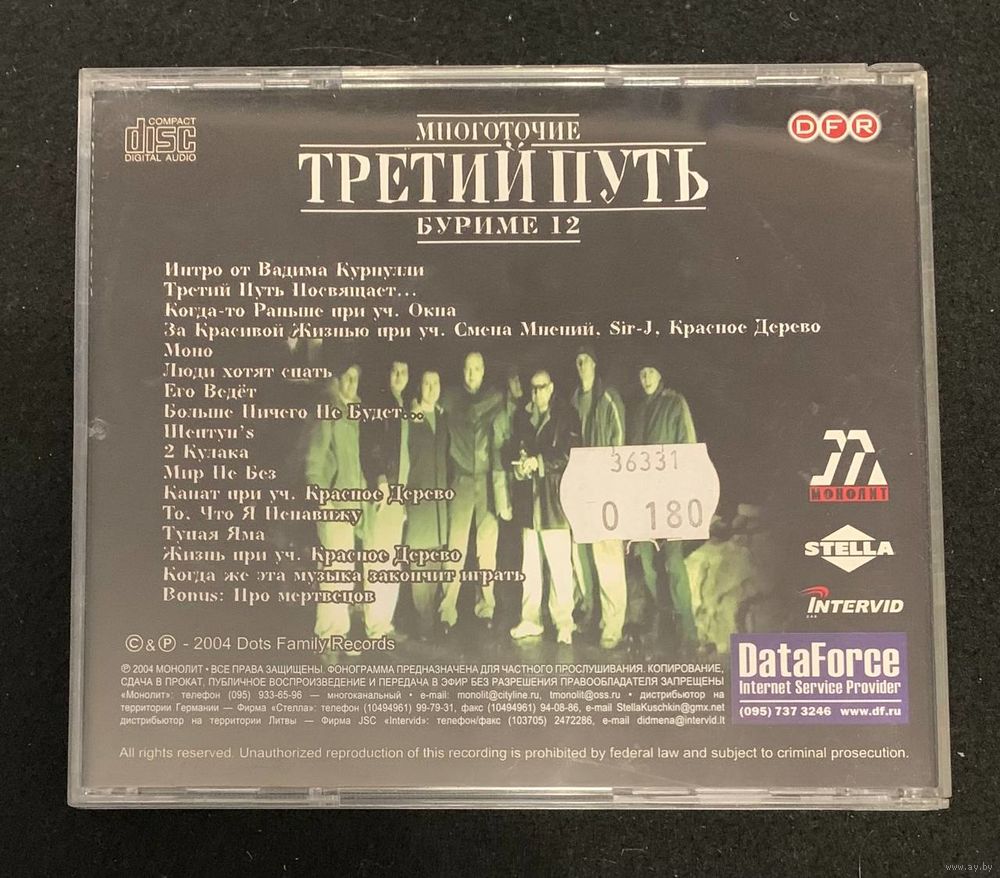 COMPACT
disc
DIGITAL AUDIO
МНОГОТОЧИЕ
DFR
ТРЕТИЙ ПУТЬ
БУРИМЕ 12
Интро от Вадима Курпулли
Третий Путь Посвящает...
Когда-то Раньше при уч. Окна
За Красивой Жизнью при уч. Смена Мнений, Sir-J, Красное Дерево
Моно
Люди хотят спать
Его Ведёт
Больше Ничего Не Будет...
Шептун's
2 Кулака
Мир Не Без
Канат при уч. Красное Дерево
То, Что Я Ненавижу
Тупая Яма
Жизнь при уч. Красное Дерево
Когда же эта музыка закончит играть
Bonus: Про мертвецов
36331
0 180
МОНОЛИТ
STELLA
INTERVID
© & ℗ - 2004 Dots Family Records
℗ 2004 МОНОЛИТ • ВСЕ ПРАВА ЗАЩИЩЕНЫ. ФОНОГРАММА ПРЕДНАЗНАЧЕНА ДЛЯ ЧАСТНОГО ПРОСЛУШИВАНИЯ. КОПИРОВАНИЕ,
СДАЧА В ПРОКАТ, ПУБЛИЧНОЕ ВОСПРОИЗВЕДЕНИЕ И ПЕРЕДАЧА В ЭФИР БЕЗ РАЗРЕШЕНИЯ ПРАВООБЛАДАТЕЛЯ ЗАПРЕЩЕНЫ
«Монолит»: телефон (095) 933-65-96 — многоканальный • e-mail: monolit@cityline.ru, tmonolit@oss.ru • дистрибьютор на
территории Германии — Фирма «Стелла»: телефон (10494961) 99-79-31, факс (10494961) 94-08-86, e-mail StellaKuschkin@gmx.net
дистрибьютор на территории Литвы — Фирма JSC «Intervid»: телефон/факс (103705) 2472286, e-mail didmena@intervid.lt
DataForce
Internet Service Provider
(095) 737 3246 www.df.ru
All rights reserved. Unauthorized reproduction of this recording is prohibited by federal law and subject to criminal prosecution.
www.ay.by